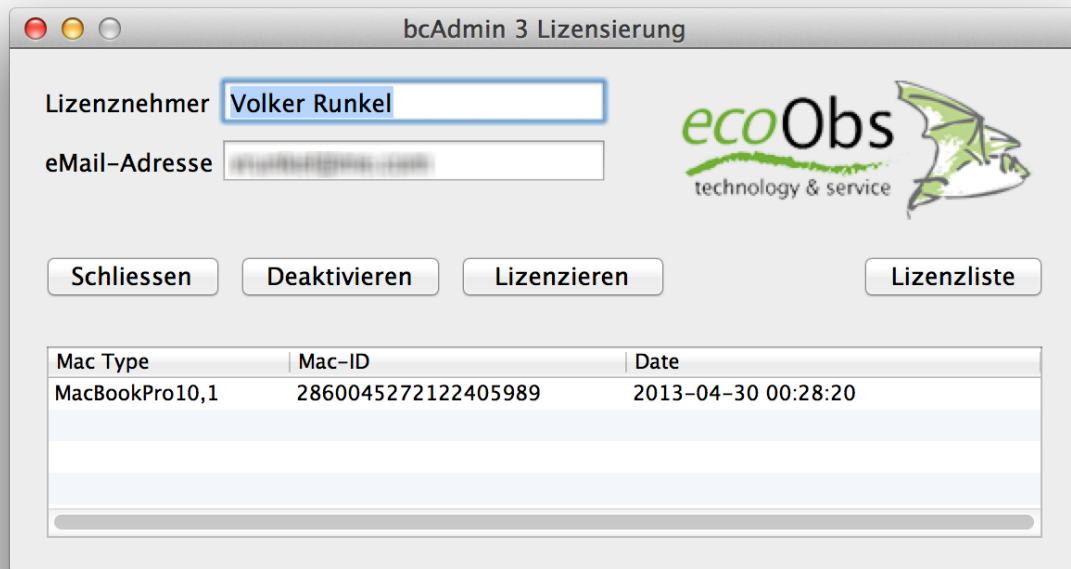 bcAdmin 3 Lizensierung
Lizenznehmer Volker Runkel
eMail-Adresse
ecoObs
technology & service
Schliessen Deaktivieren Lizenzieren Lizenzliste
Mac Type Mac-ID Date
MacBookPro10,1 2860045272122405989 2013-04-30 00:28:20